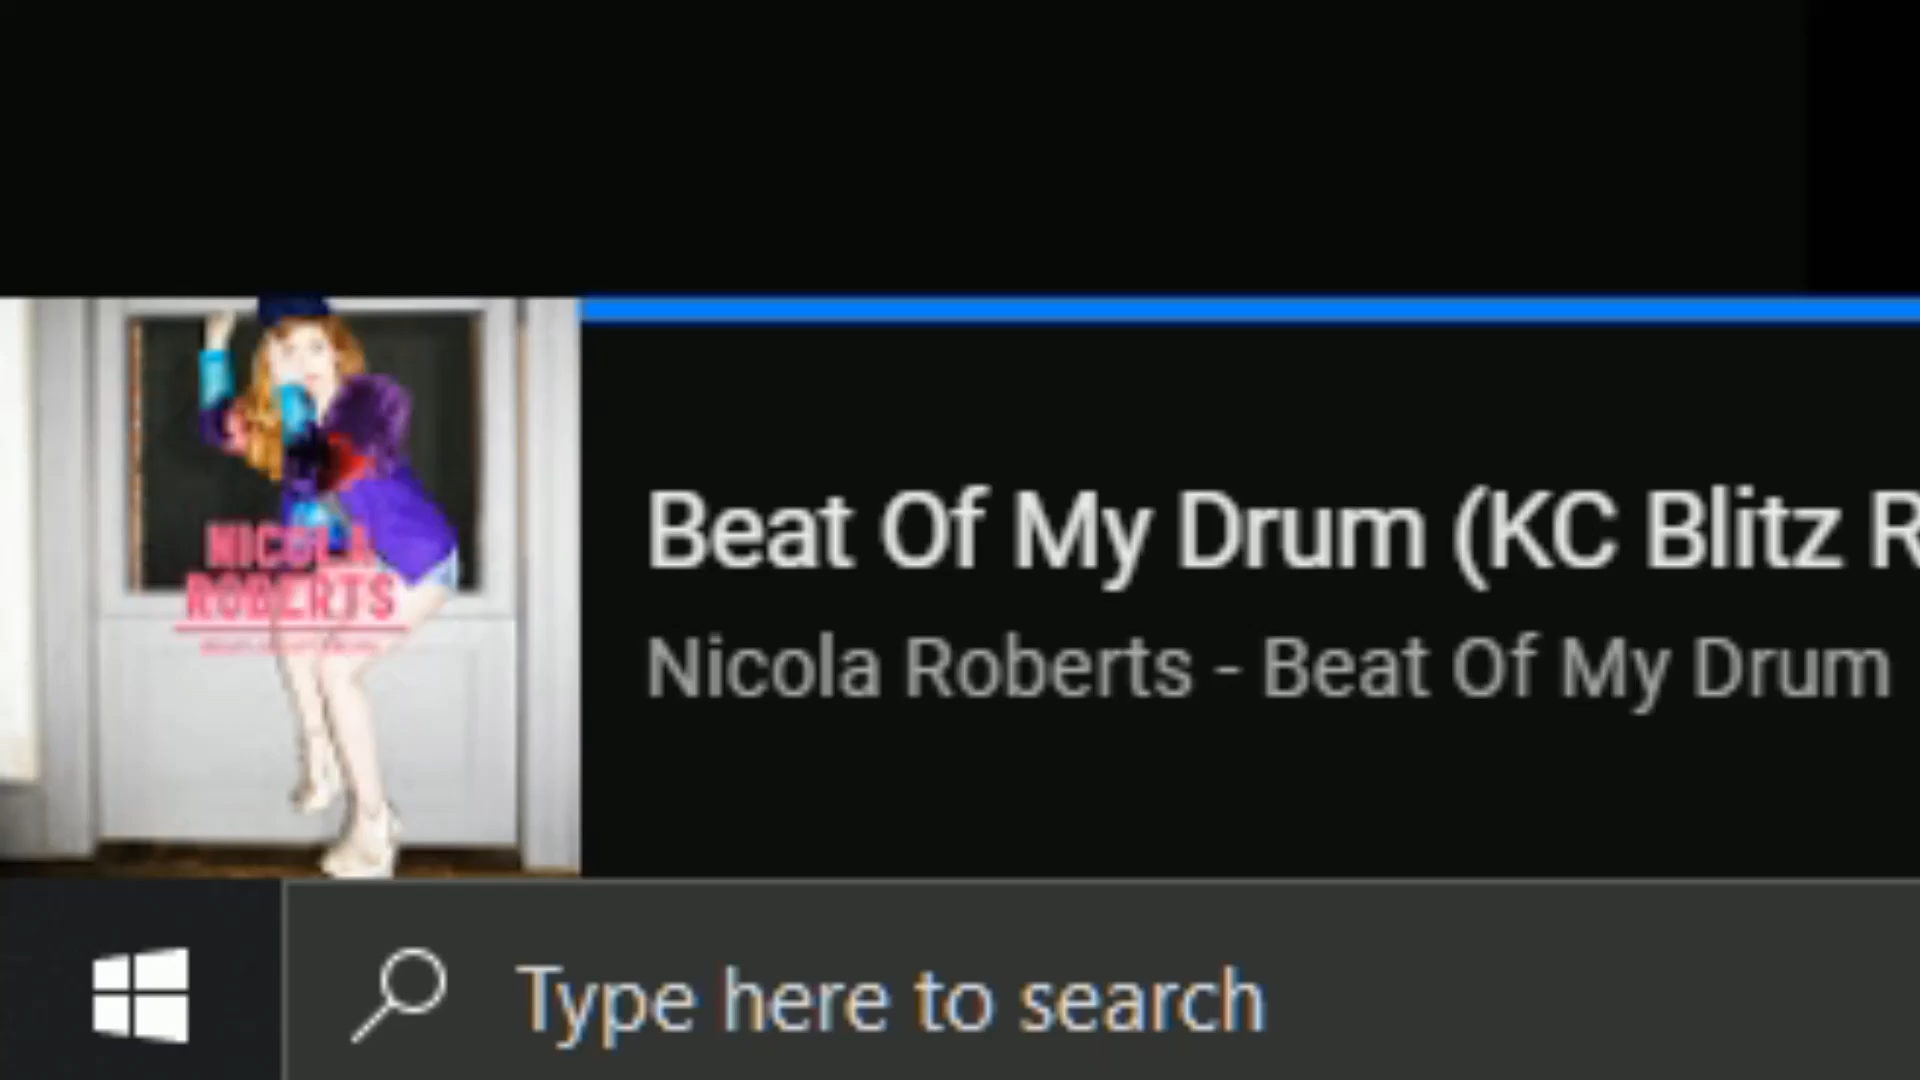 NICOLA
ROBERTS
Beat Of My Drum (KC Blitz R
Nicola Roberts - Beat Of My Drum
Type here to search